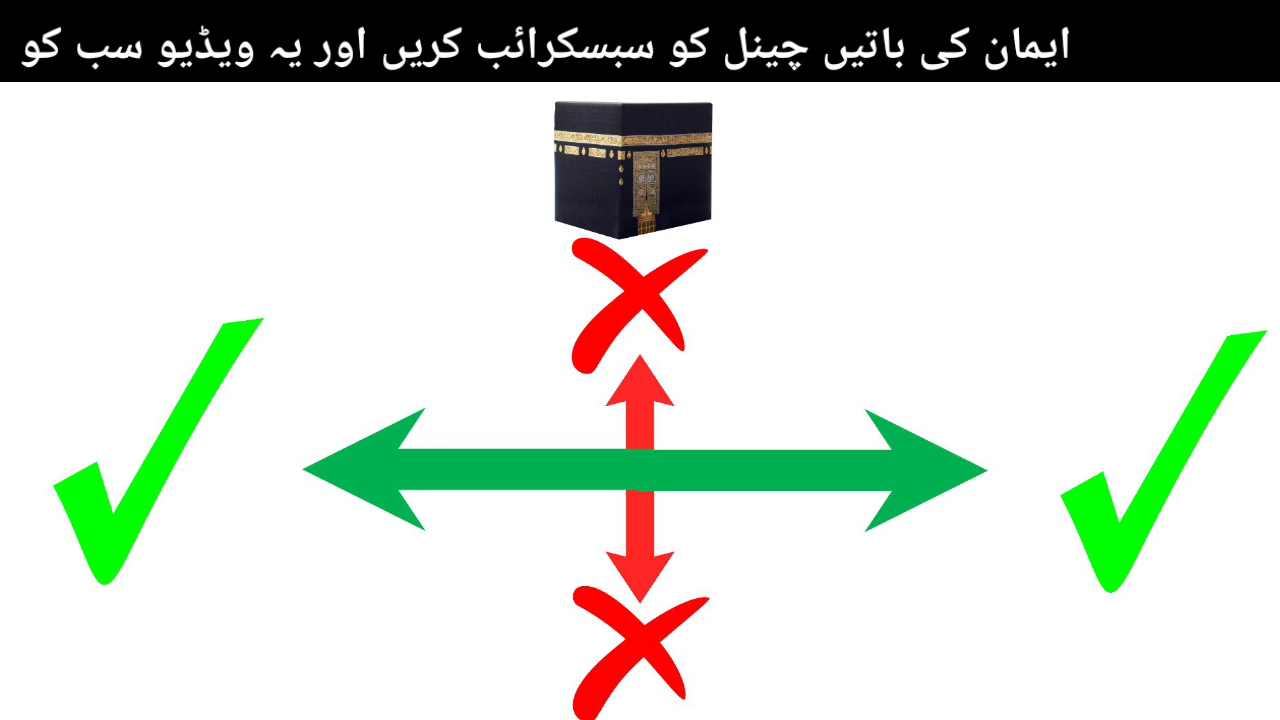 ایمان کی باتیں چینل کو سبسکرائب کریں اور یہ ویڈیو سب کو